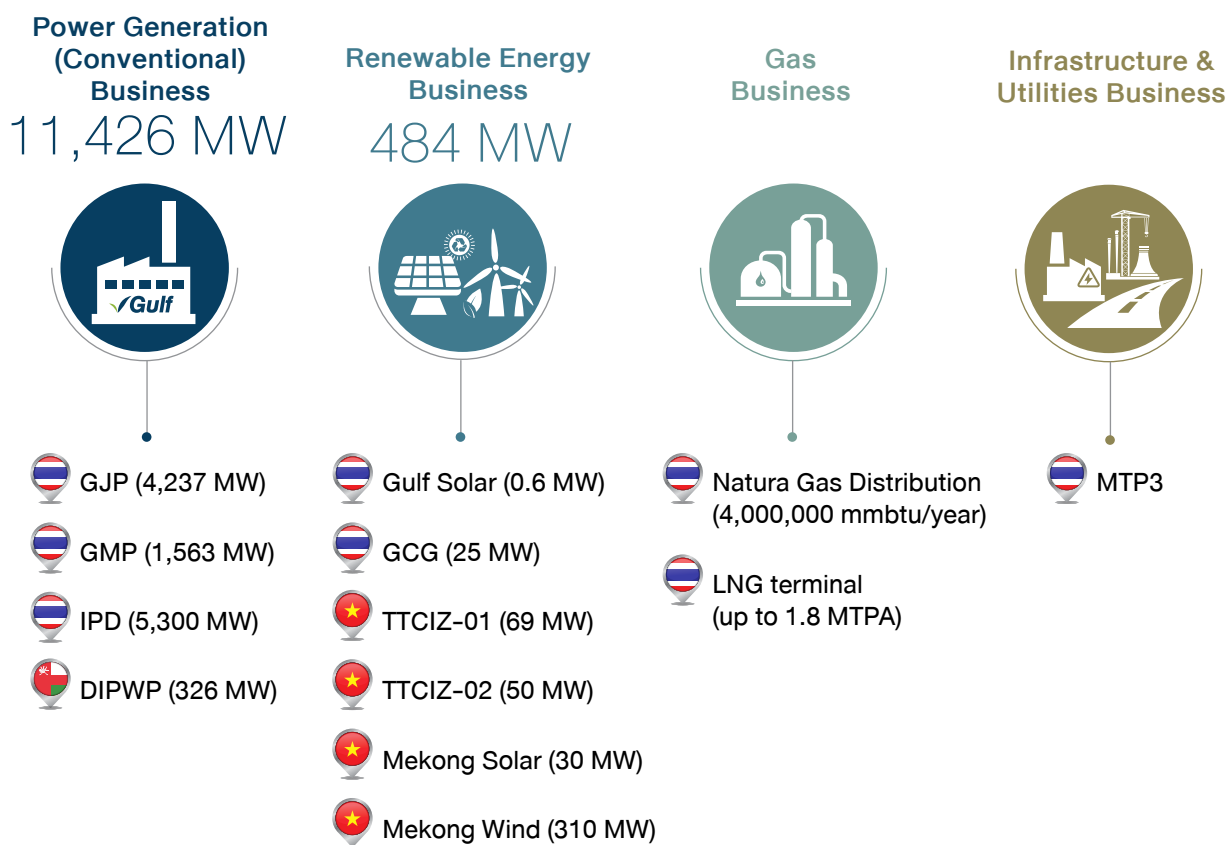 Power Generation
(Conventional)
Business
11,426 MW
Gulf
GJP (4,237 MW)
GMP (1,563 MW)
IPD (5,300 MW)
DIPWP (326 MW)
Renewable Energy
Business
484 MW
Gulf Solar (0.6 MW)
GCG (25 MW)
TTCIZ-01 (69 MW)
TTCIZ-02 (50 MW)
Mekong Solar (30 MW)
Mekong Wind (310 MW)
Gas
Business
Natura Gas Distribution
(4,000,000 mmbtu/year)
LNG terminal
(up to 1.8 MTPA)
Infrastructure &
Utilities Business
MTP3